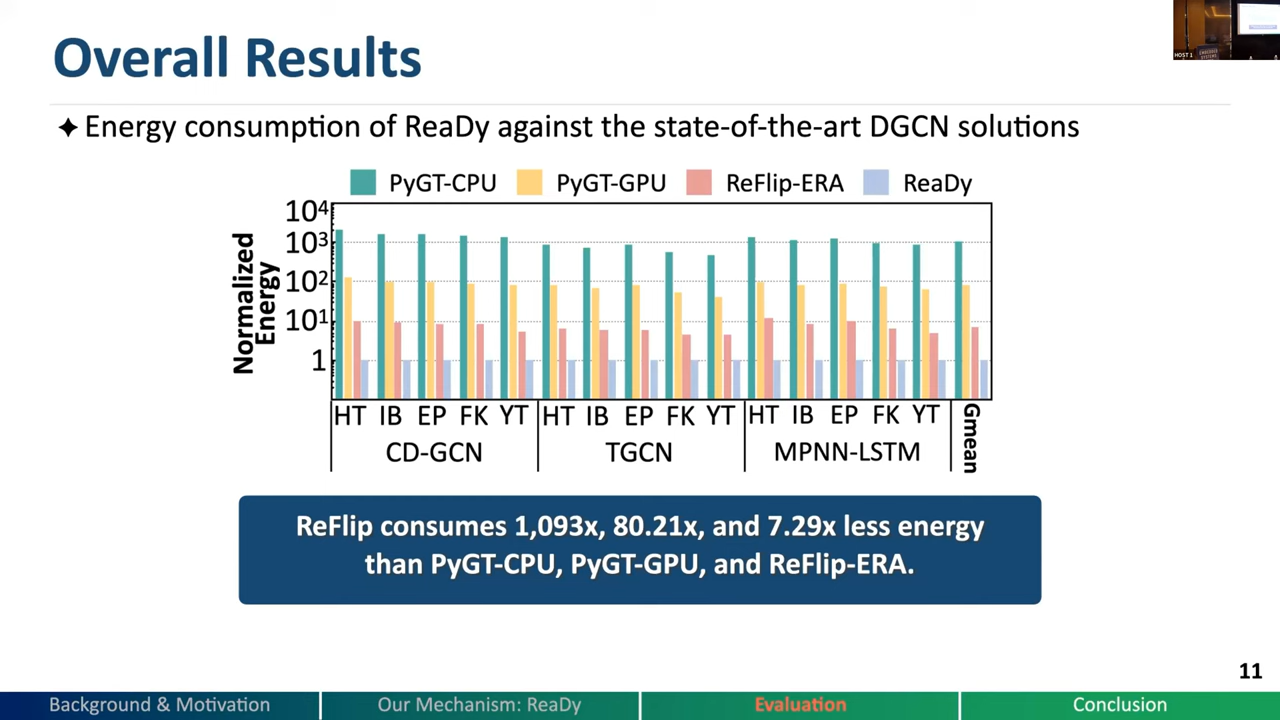 Overall Results
HOST 1
✦ Energy consumption of ReaDy against the state-of-the-art DGCN solutions
PyGT-CPU PyGT-GPU ReFlip-ERA ReaDy
Normalized
Energy
10⁴
10³
10²
10¹
1
HT IB EP FK YT HT IB EP FK YT HT IB EP FK YT Gmean
CD-GCN TGCN MPNN-LSTM
ReFlip consumes 1,093x, 80.21x, and 7.29x less energy
than PyGT-CPU, PyGT-GPU, and ReFlip-ERA.
11
Background & Motivation Our Mechanism: ReaDy Evaluation Conclusion